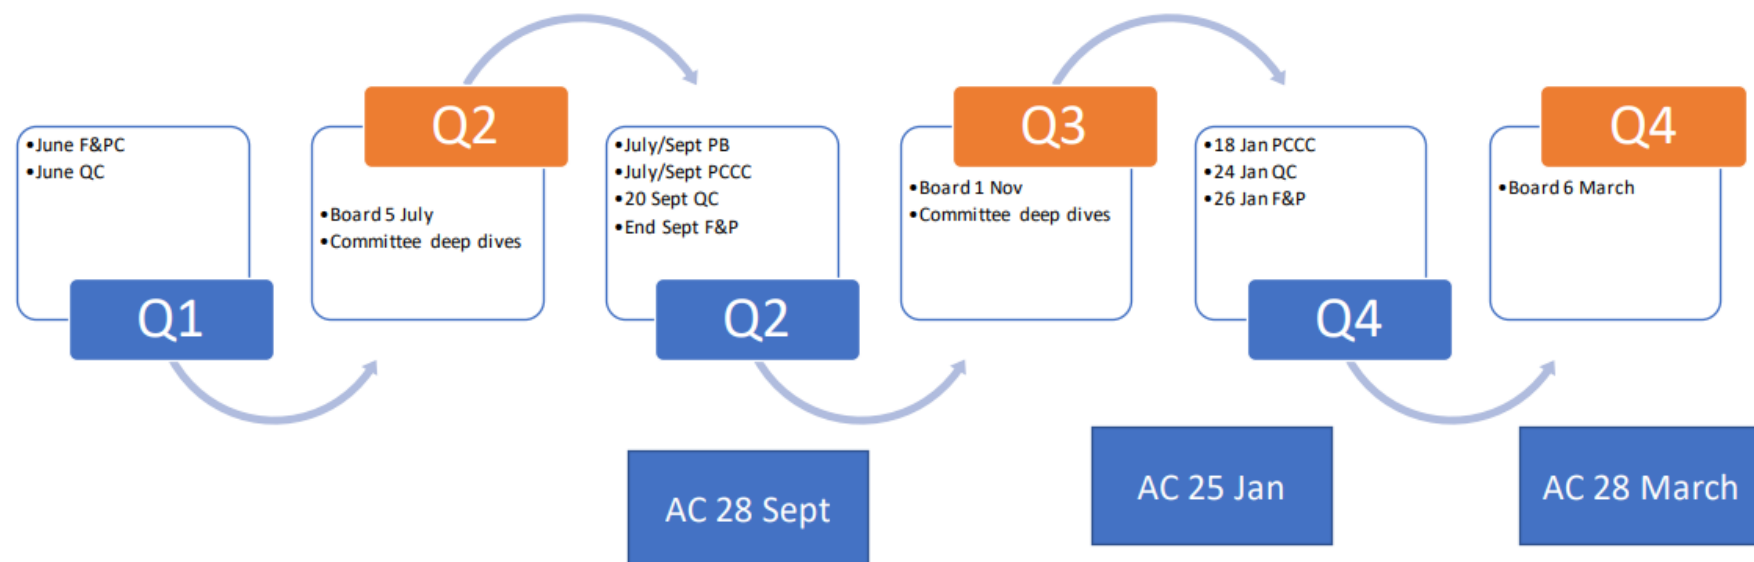 •June F&PC
•June QC
Q1
Q2
•Board 5 July
•Committee deep dives
•July/Sept PB
•July/Sept PCCC
•20 Sept QC
•End Sept F&P
Q2
Q3
•Board 1 Nov
•Committee deep dives
•18 Jan PCCC
•24 Jan QC
•26 Jan F&P
Q4
Q4
•Board 6 March
AC 28 Sept
AC 25 Jan
AC 28 March